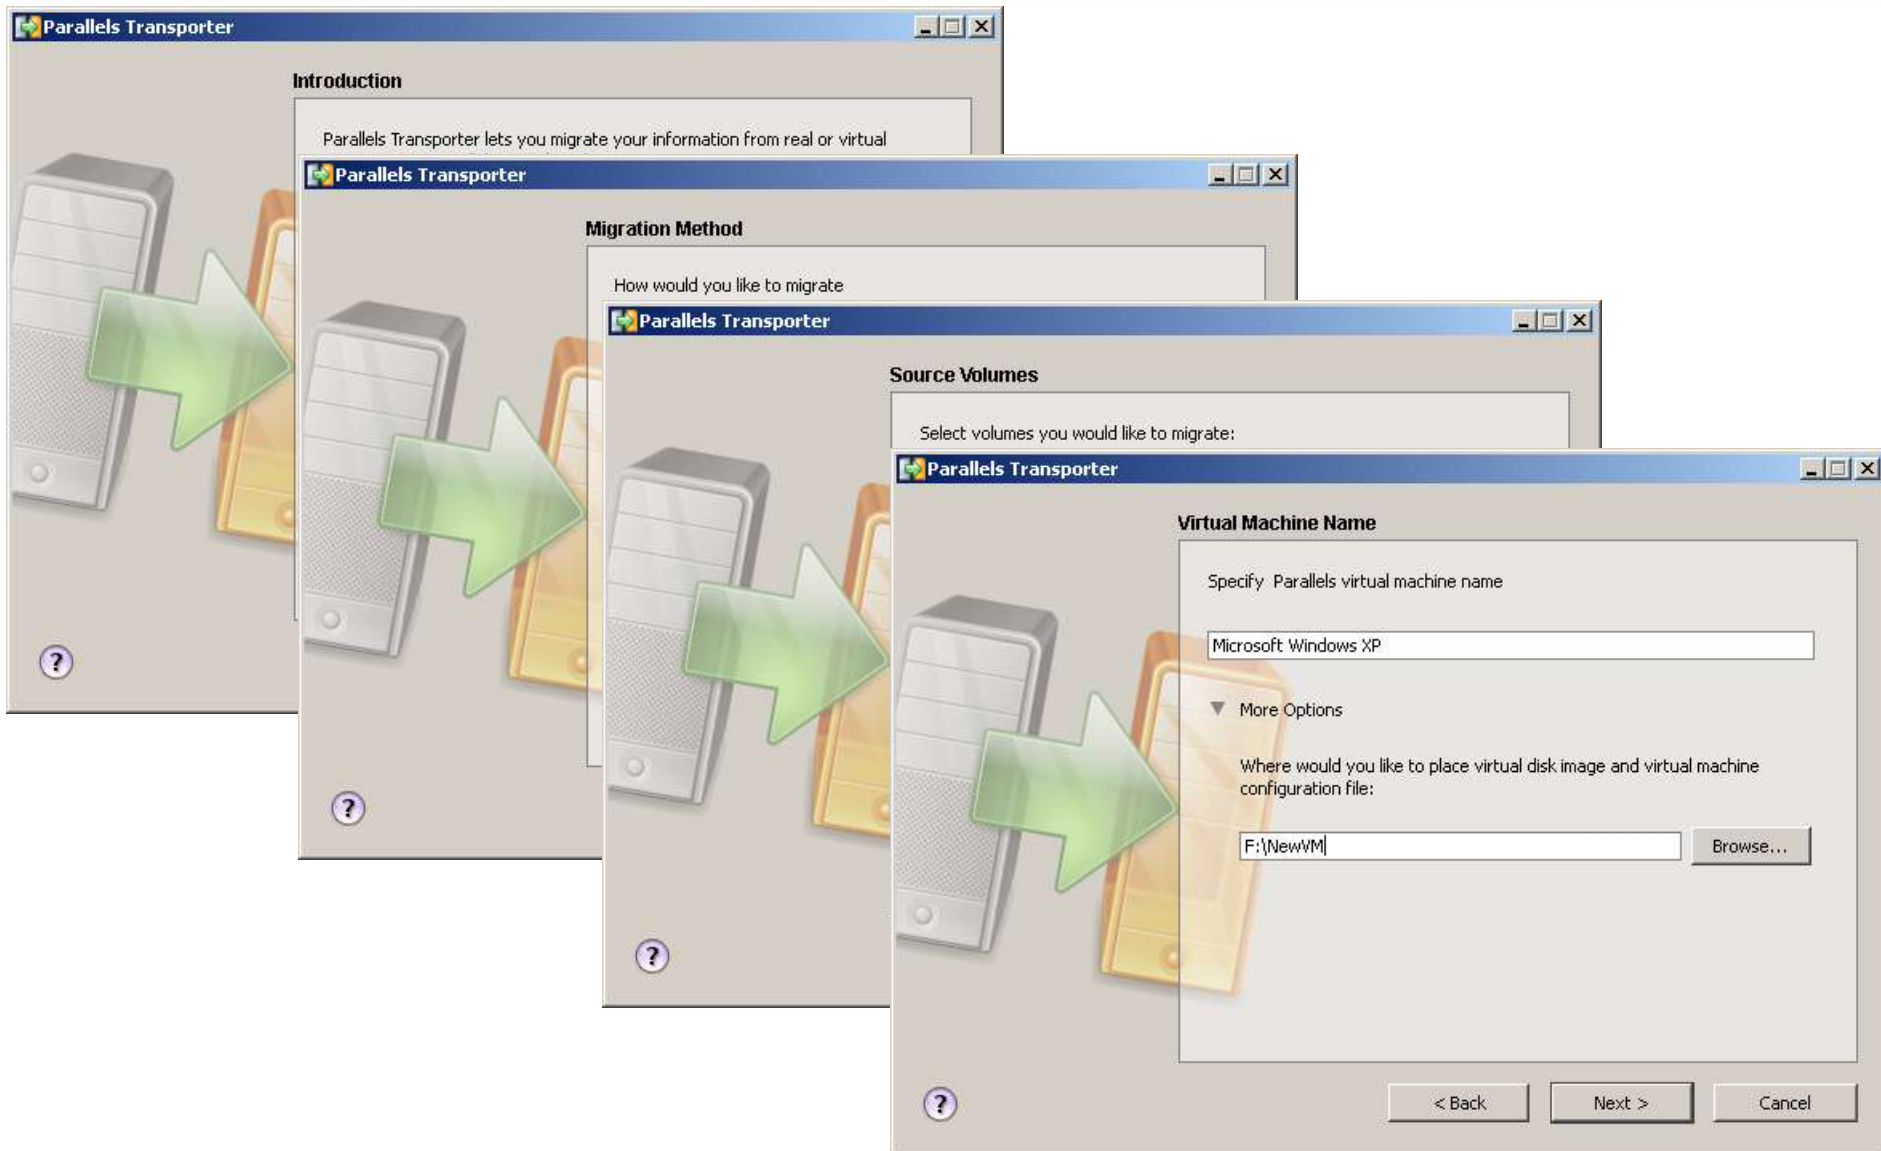 Parallels Transporter
Introduction
Parallels Transporter lets you migrate your information from real or virtual
Parallels Transporter
Migration Method
How would you like to migrate
Parallels Transporter
Source Volumes
Select volumes you would like to migrate:
Parallels Transporter
Virtual Machine Name
Specify Parallels virtual machine name
Microsoft Windows XP
More Options
Where would you like to place virtual disk image and virtual machine
configuration file:
F:\NewVM
Browse...
< Back
Next >
Cancel